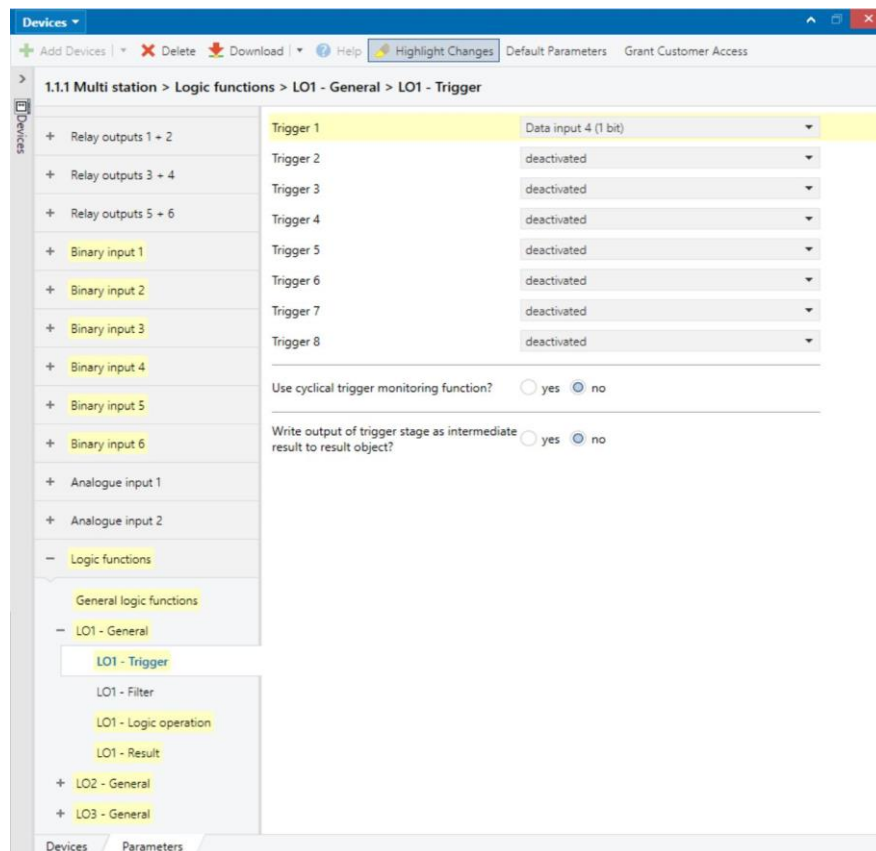 Devices
Add Devices Delete Download Help Highlight Changes Default Parameters Grant Customer Access
Devices
1.1.1 Multi station > Logic functions > LO1 - General > LO1 - Trigger
+ Relay outputs 1 + 2
+ Relay outputs 3 + 4
+ Relay outputs 5 + 6
+ Binary input 1
+ Binary input 2
+ Binary input 3
+ Binary input 4
+ Binary input 5
+ Binary input 6
+ Analogue input 1
+ Analogue input 2
− Logic functions
General logic functions
− LO1 - General
LO1 - Trigger
LO1 - Filter
LO1 - Logic operation
LO1 - Result
+ LO2 - General
+ LO3 - General
Trigger 1 Data input 4 (1 bit)
Trigger 2 deactivated
Trigger 3 deactivated
Trigger 4 deactivated
Trigger 5 deactivated
Trigger 6 deactivated
Trigger 7 deactivated
Trigger 8 deactivated
Use cyclical trigger monitoring function? yes no
Write output of trigger stage as intermediate
result to result object? yes no
Devices Parameters